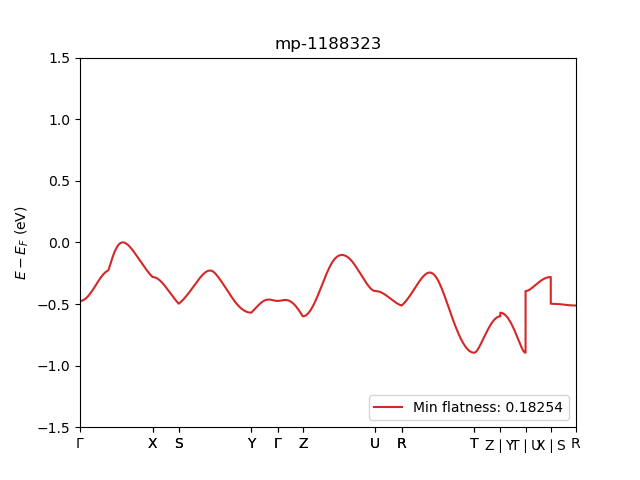 mp-1188323
1.5
1.0
0.5
0.0
−0.5
−1.0
−1.5
E − E_F (eV)
Min flatness: 0.18254
Γ X S Y Γ Z U R T Z | Y T | U X | S R